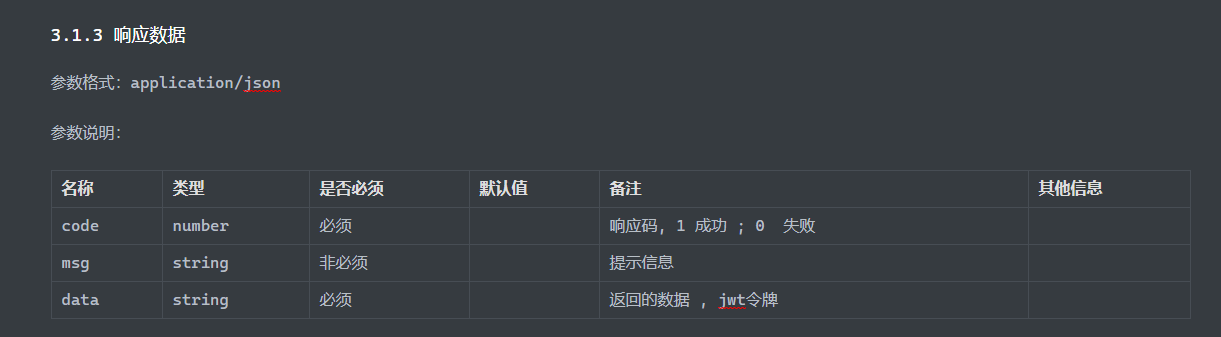 3.1.3 响应数据
参数格式：application/json
参数说明：
名称 类型 是否必须 默认值 备注 其他信息
code number 必须 响应码, 1 成功 ; 0 失败
msg string 非必须 提示信息
data string 必须 返回的数据 , jwt令牌